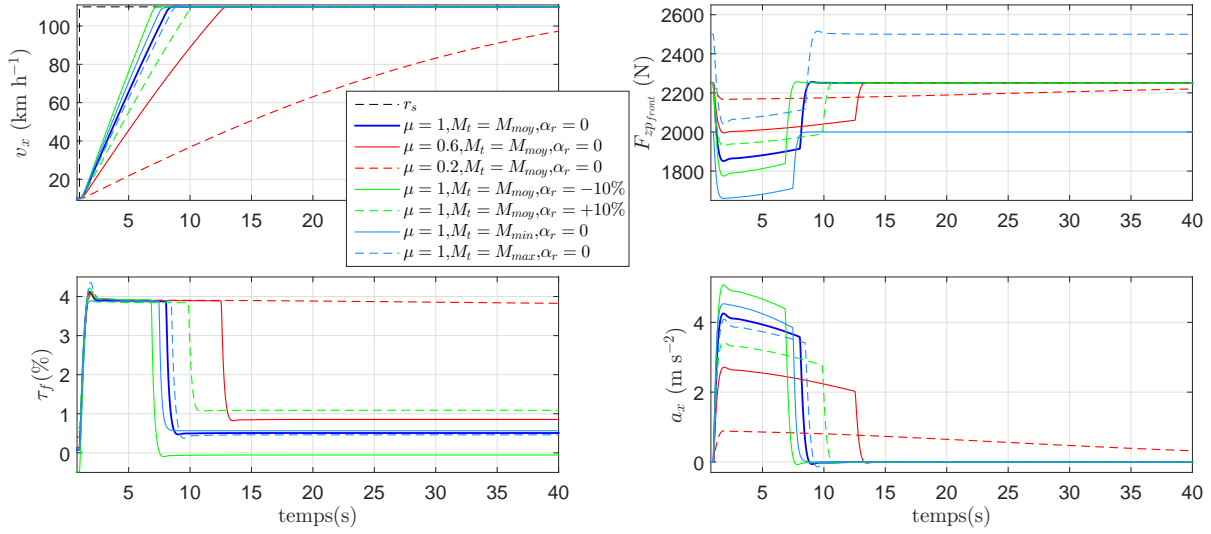 100
80
60
40
20
v_x (km h⁻¹)
5
10
15
20
r_s
μ = 1,M_t = M_moy,α_r = 0
μ = 0.6,M_t = M_moy,α_r = 0
μ = 0.2,M_t = M_moy,α_r = 0
μ = 1,M_t = M_moy,α_r = −10%
μ = 1,M_t = M_moy,α_r = +10%
μ = 1,M_t = M_min,α_r = 0
μ = 1,M_t = M_max,α_r = 0
2600
2400
2200
2000
1800
F_zp_front (N)
5 10 15 20 25 30 35 40
4
3
2
1
0
τ_f(%)
5 10 15 20 25 30 35 40
temps(s)
4
2
0
a_x (m s⁻²)
5 10 15 20 25 30 35 40
temps(s)